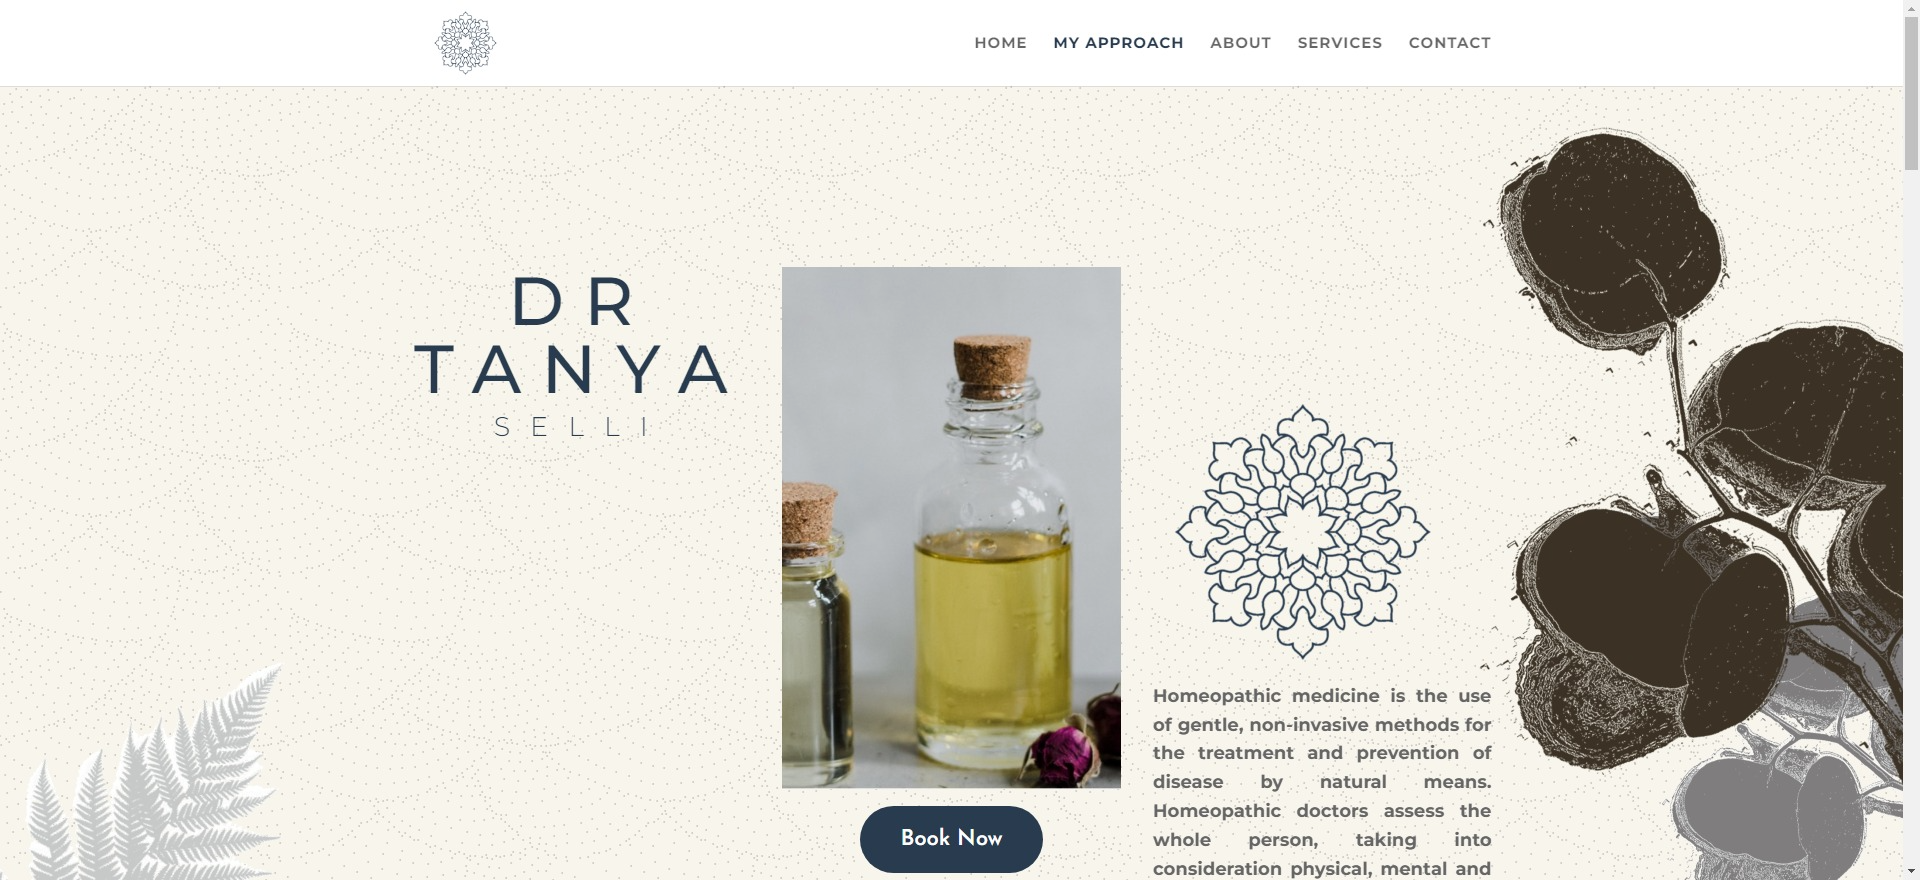 HOME MY APPROACH ABOUT SERVICES CONTACT
DR
TANYA
SELLI
Homeopathic medicine is the use
of gentle, non-invasive methods for
the treatment and prevention of
disease by natural means.
Homeopathic doctors assess the
whole person, taking into
consideration physical, mental and
Book Now